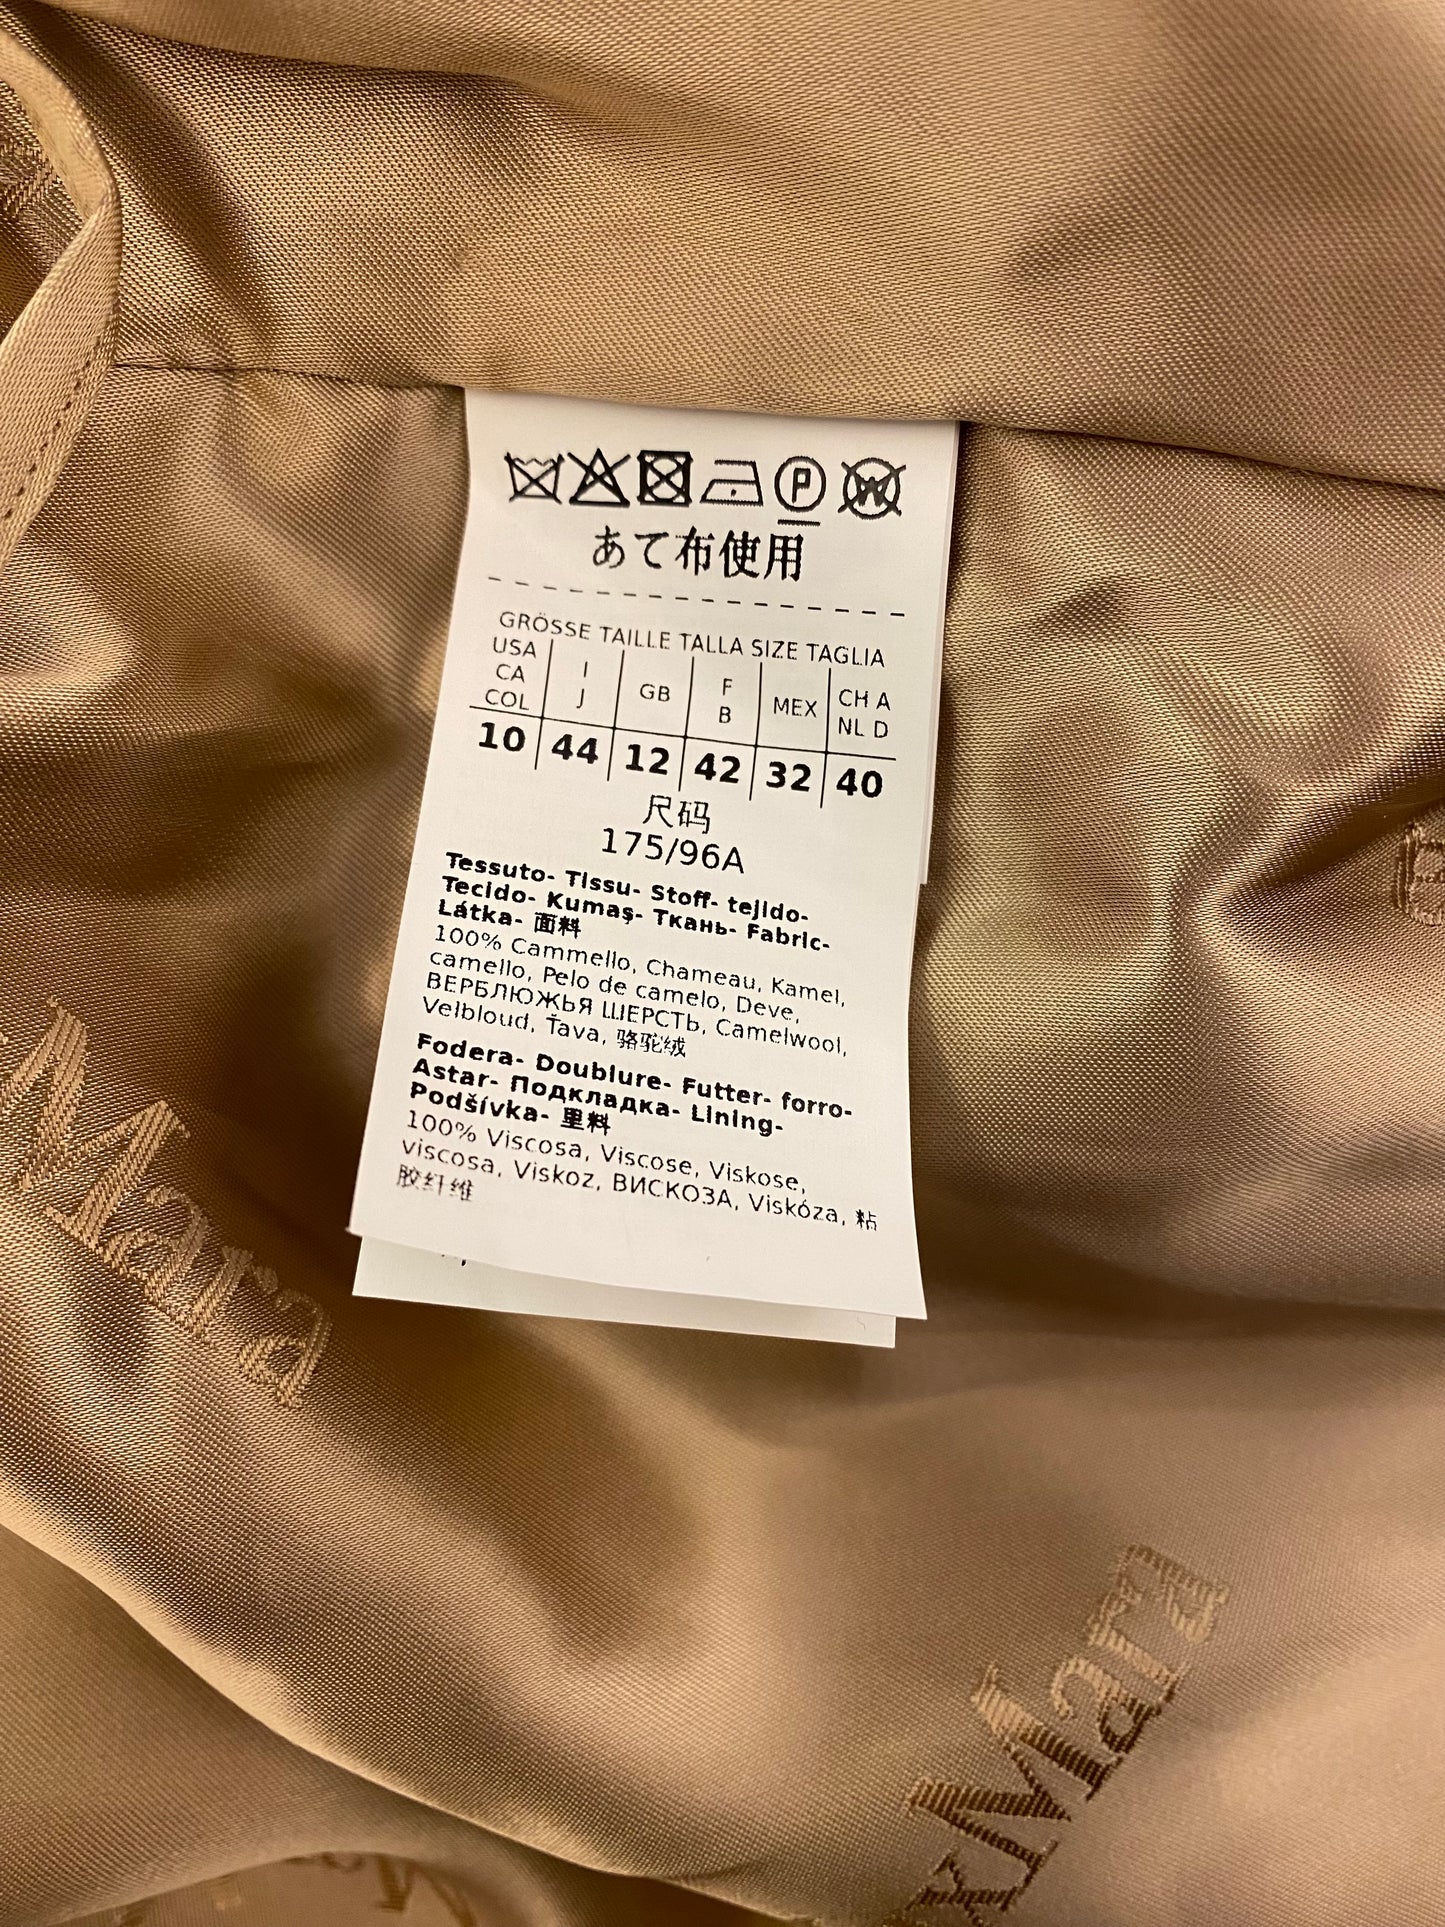 P W
あて布使用
GRÖSSE TAILLE TALLA SIZE TAGLIA
USA CA COL
I J
GB
F B
MEX
CH A NL D
10 44 12 42 32 40
尺码
175/96A
Tessuto- Tissu- Stoff- tejido-
Tecido- Kumaş- Ткань- Fabric-
Látka- 面料
100% Cammello, Chameau, Kamel,
camello, Pelo de camelo, Deve,
ВЕРБЛЮЖЬЯ ШЕРСТЬ, Camelwool,
Velbloud, Ťava, 骆驼绒
Fodera- Doublure- Futter- forro-
Astar- Подкладка- Lining-
Podšívka- 里料
100% Viscosa, Viscose, Viskose,
viscosa, Viskoz, ВИСКОЗА, Viskóza, 粘
胶纤维
Mara
xMara